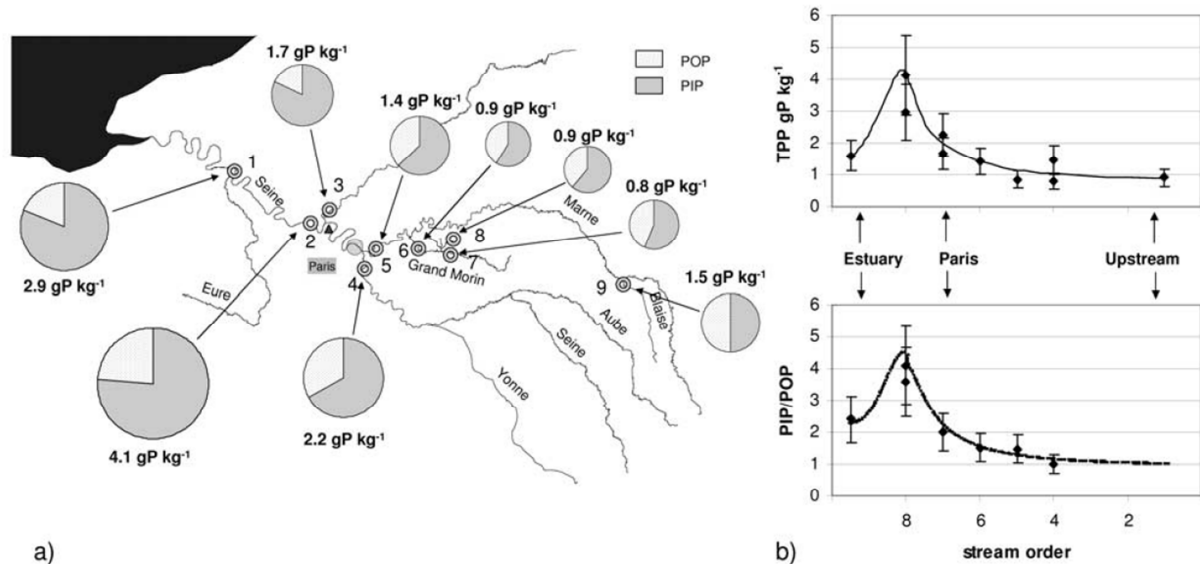 1.7 gP kg-1
POP
PIP
1.4 gP kg-1
0.9 gP kg-1
0.9 gP kg-1
0.8 gP kg-1
1
Seine
3
2
Marne
8
6
7
5
Grand Morin
Paris
4
2.9 gP kg-1
Eure
9
1.5 gP kg-1
Blaise
Aube
Seine
Yonne
4.1 gP kg-1
2.2 gP kg-1
a)
TPP gP kg-1
6
5
4
3
2
1
0
Estuary
Paris
Upstream
PIP/POP
6
5
4
3
2
1
0
8
6
4
2
stream order
b)